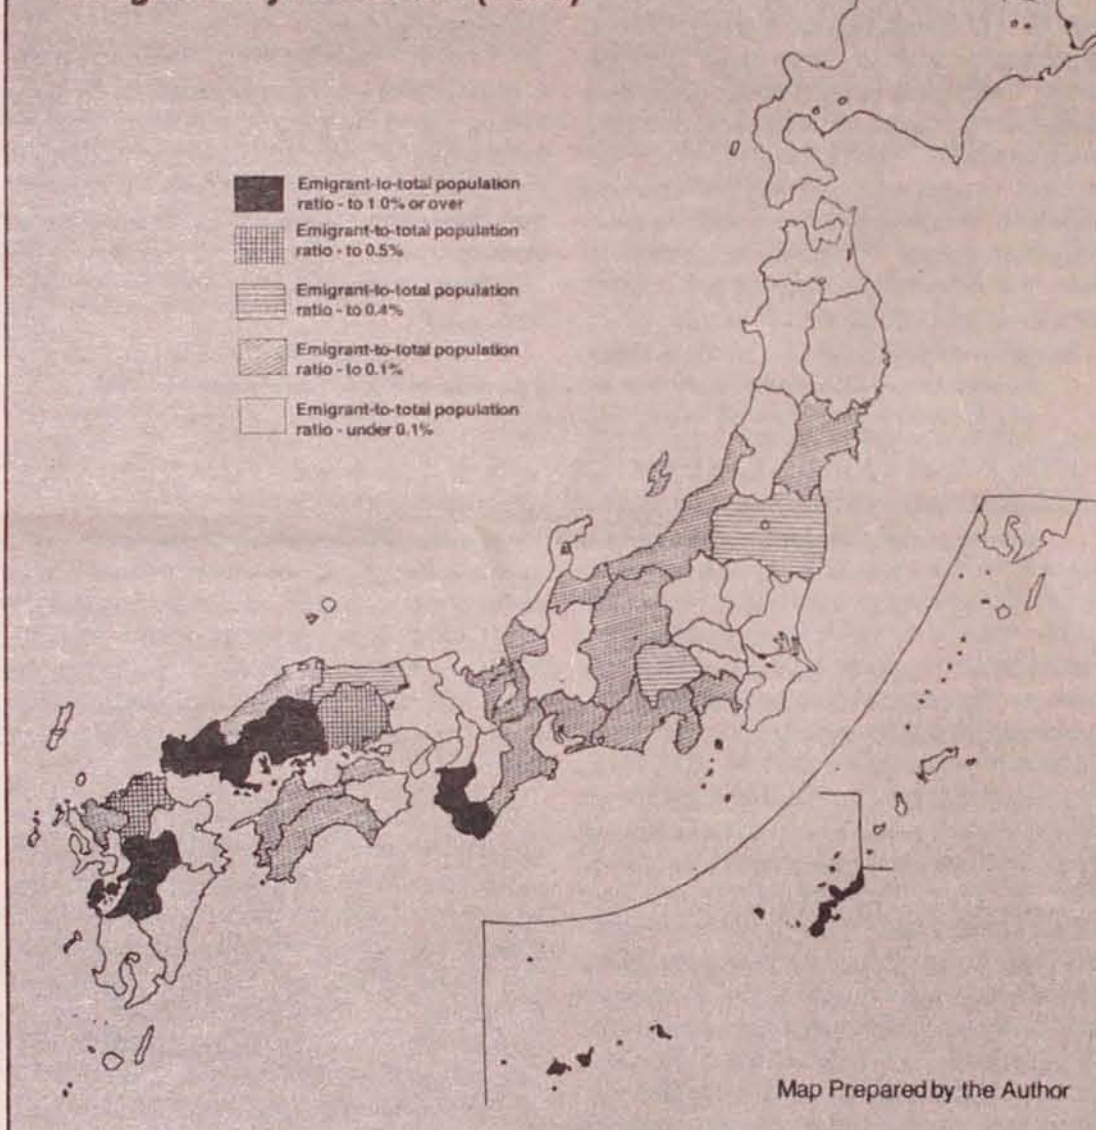 Emigrant-to-total population
ratio - to 1.0% or over
Emigrant-to-total population
ratio - to 0.5%
Emigrant-to-total population
ratio - to 0.4%
Emigrant-to-total population
ratio - to 0.1%
Emigrant-to-total population
ratio - under 0.1%
Map Prepared by the Author